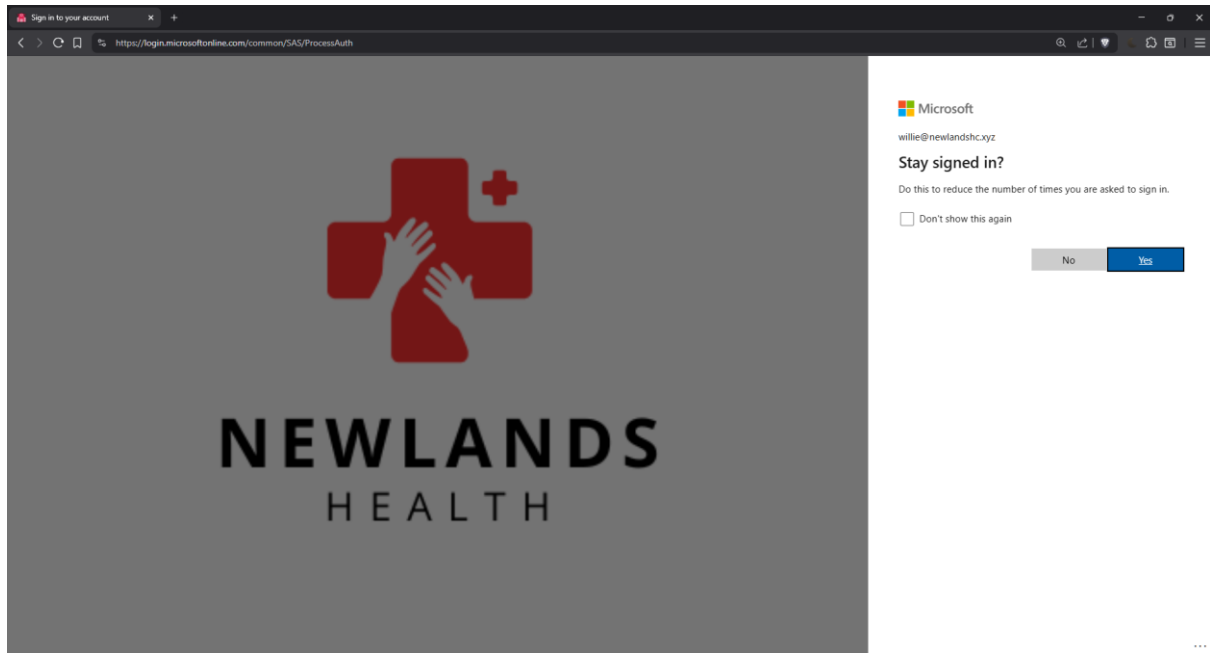 Sign in to your account
https://login.microsoftonline.com/common/SAS/ProcessAuth
NEWLANDS
HEALTH
Microsoft
willie@newlandshc.xyz
Stay signed in?
Do this to reduce the number of times you are asked to sign in.
Don't show this again
No
Yes